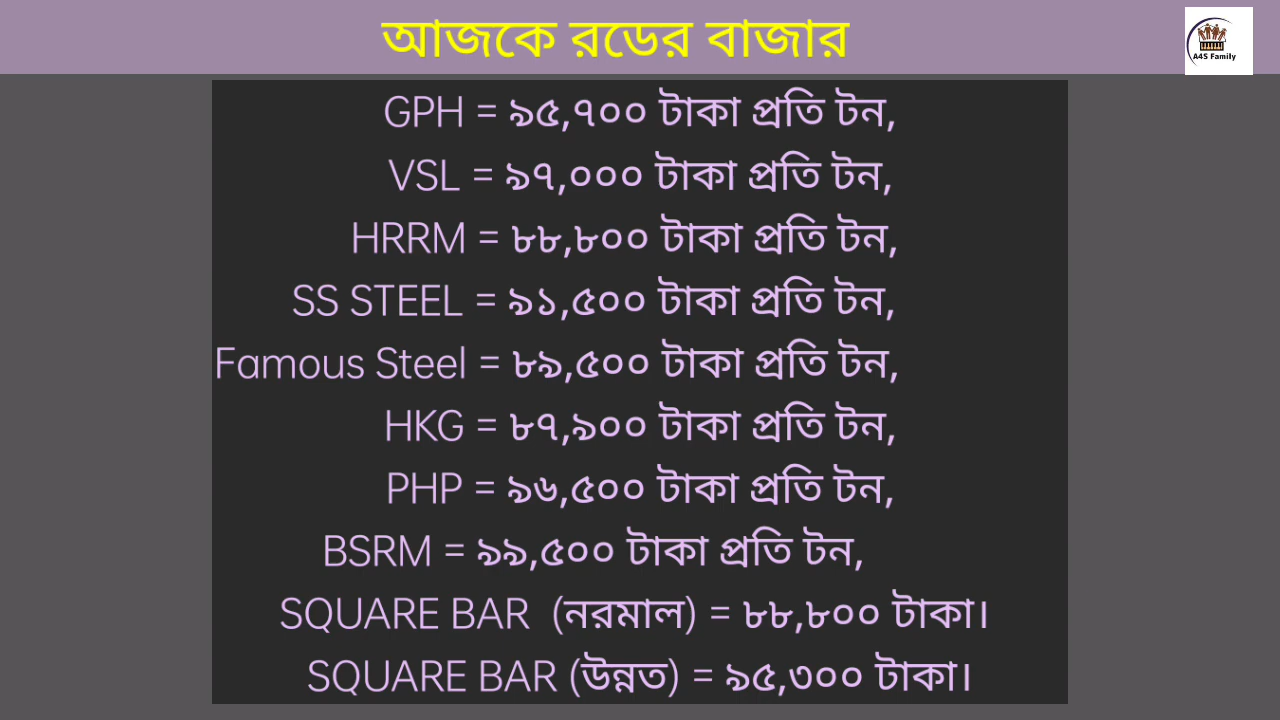 আজকে রডের বাজার
A4S Family
GPH = ৯৫,৭০০ টাকা প্রতি টন,
VSL = ৯৭,০০০ টাকা প্রতি টন,
HRRM = ৮৮,৮০০ টাকা প্রতি টন,
SS STEEL = ৯১,৫০০ টাকা প্রতি টন,
Famous Steel = ৮৯,৫০০ টাকা প্রতি টন,
HKG = ৮৭,৯০০ টাকা প্রতি টন,
PHP = ৯৬,৫০০ টাকা প্রতি টন,
BSRM = ৯৯,৫০০ টাকা প্রতি টন,
SQUARE BAR (নরমাল) = ৮৮,৮০০ টাকা।
SQUARE BAR (উন্নত) = ৯৫,৩০০ টাকা।